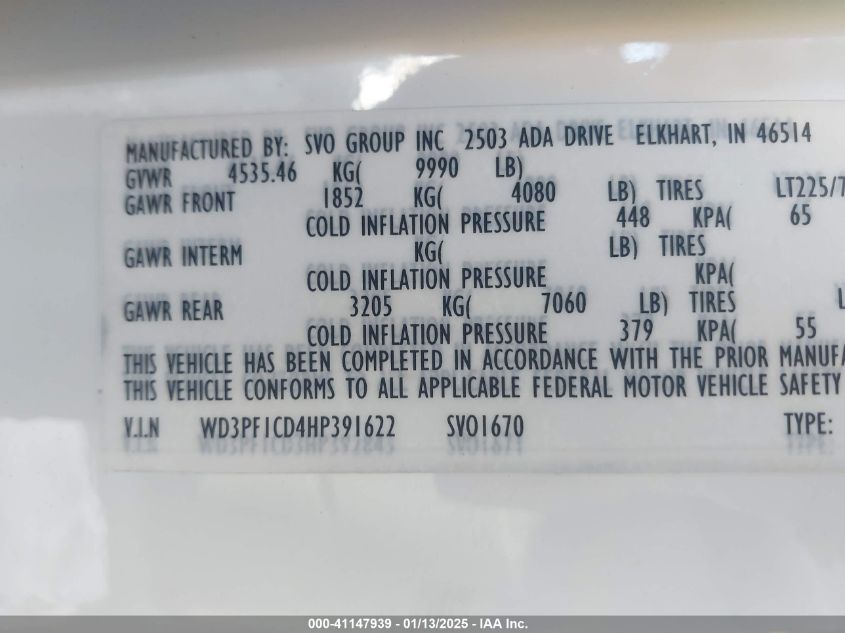 MANUFACTURED BY: SVO GROUP INC 2503 ADA DRIVE ELKHART, IN 46514
GVWR 4535.46 KG( 9990 LB)
GAWR FRONT 1852 KG( 4080 LB) TIRES LT225/7
COLD INFLATION PRESSURE 448 KPA( 65
GAWR INTERM KG( LB) TIRES
COLD INFLATION PRESSURE KPA(
GAWR REAR 3205 KG( 7060 LB) TIRES L
COLD INFLATION PRESSURE 379 KPA( 55
THIS VEHICLE HAS BEEN COMPLETED IN ACCORDANCE WITH THE PRIOR MANUFA
THIS VEHICLE CONFORMS TO ALL APPLICABLE FEDERAL MOTOR VEHICLE SAFETY
V.I.N WD3PF1CD4HP391622 SVO1670 TYPE:
000-41147939 - 01/13/2025 - IAA Inc.